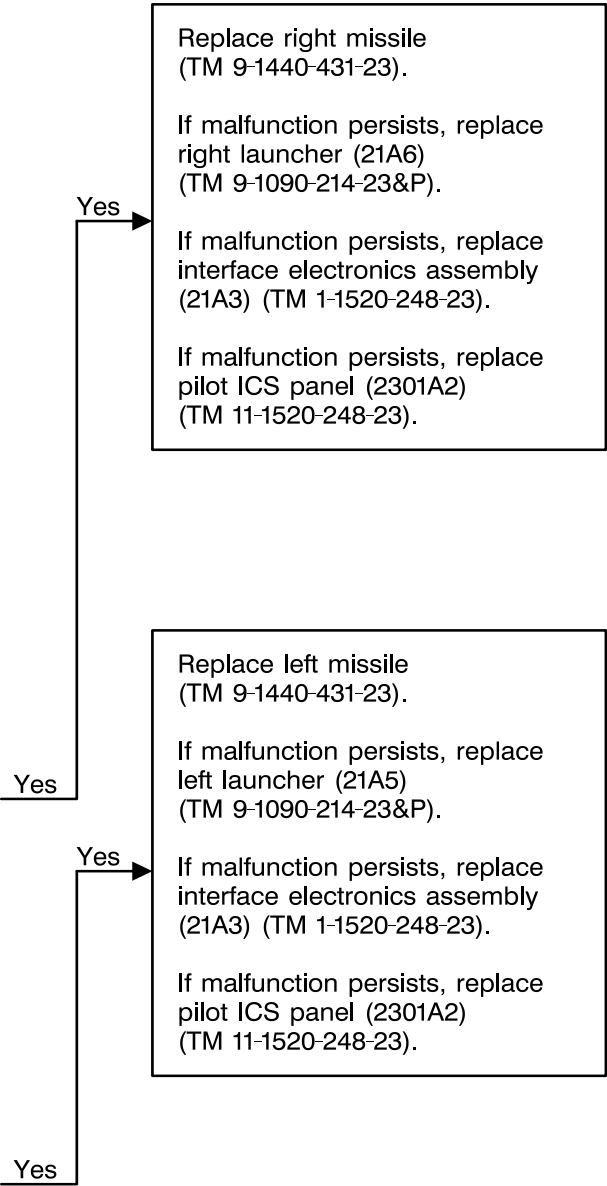 Replace right missile
(TM 9-1440-431-23).
If malfunction persists, replace
right launcher (21A6)
(TM 9-1090-214-23&P).
Yes
If malfunction persists, replace
interface electronics assembly
(21A3) (TM 1-1520-248-23).
If malfunction persists, replace
pilot ICS panel (2301A2)
(TM 11-1520-248-23).
Replace left missile
(TM 9-1440-431-23).
If malfunction persists, replace
left launcher (21A5)
(TM 9-1090-214-23&P).
Yes
Yes
If malfunction persists, replace
interface electronics assembly
(21A3) (TM 1-1520-248-23).
If malfunction persists, replace
pilot ICS panel (2301A2)
(TM 11-1520-248-23).
Yes